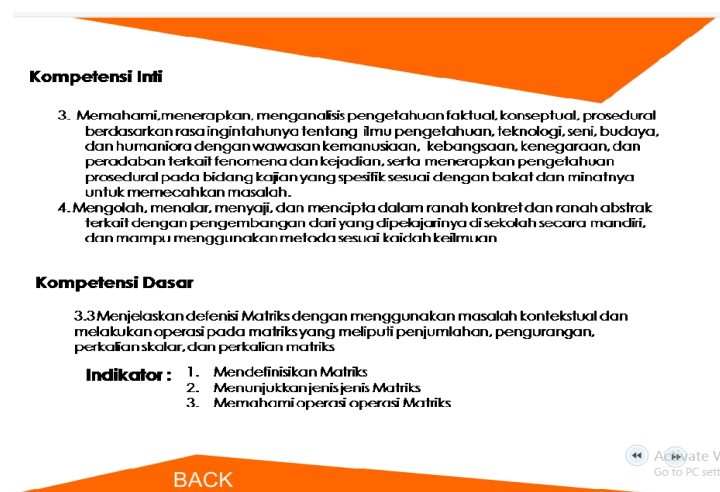 Kompetensi Inti
3. Memahami,menerapkan, menganalisis pengetahuan faktual, konseptual, prosedural
berdasarkan rasa ingintahunya tentang ilmu pengetahuan, teknologi, seni, budaya,
dan humaniora dengan wawasan kemanusiaan, kebangsaan, kenegaraan, dan
peradaban terkait fenomena dan kejadian, serta menerapkan pengetahuan
prosedural pada bidang kajian yang spesifik sesuai dengan bakat dan minatnya
untuk memecahkan masalah.
4. Mengolah, menalar, menyaji, dan mencipta dalam ranah konkret dan ranah abstrak
terkait dengan pengembangan dari yang dipelajarinya di sekolah secara mandiri,
dan mampu menggunakan metoda sesuai kaidah keilmuan
Kompetensi Dasar
3.3 Menjelaskan defenisi Matriks dengan menggunakan masalah kontekstual dan
melakukan operasi pada matriks yang meliputi penjumlahan, pengurangan,
perkalian skalar, dan perkalian matriks
Indikator : 1. Mendefinisikan Matriks
2. Menunjukkan jenis jenis Matriks
3. Memahami operasi operasi Matriks
BACK
Go to PC sett